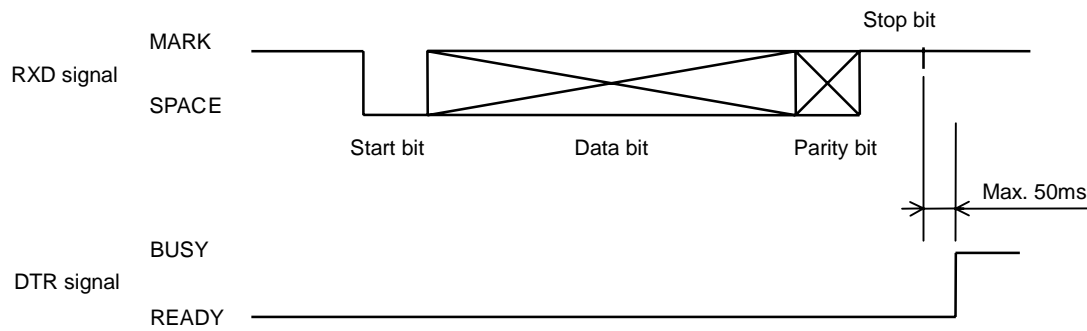 Stop bit
MARK
RXD signal
SPACE
Start bit
Data bit
Parity bit
Max. 50ms
BUSY
DTR signal
READY